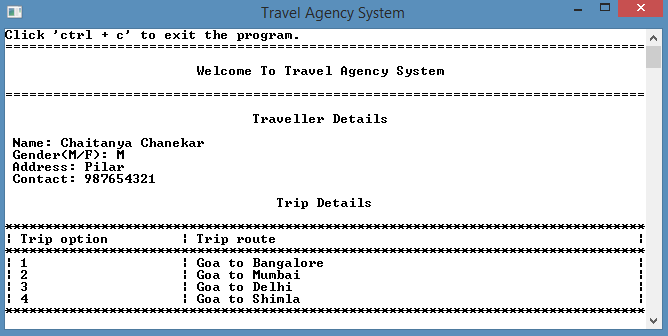 Travel Agency System
Click 'ctrl + c' to exit the program.
================================================================================
Welcome To Travel Agency System
================================================================================
Traveller Details
Name: Chaitanya Chanekar
Gender(M/F): M
Address: Pilar
Contact: 987654321
Trip Details
********************************************************************************
¦ Trip option ¦ Trip route ¦
********************************************************************************
¦ 1 ¦ Goa to Bangalore ¦
¦ 2 ¦ Goa to Mumbai ¦
¦ 3 ¦ Goa to Delhi ¦
¦ 4 ¦ Goa to Shimla ¦
********************************************************************************